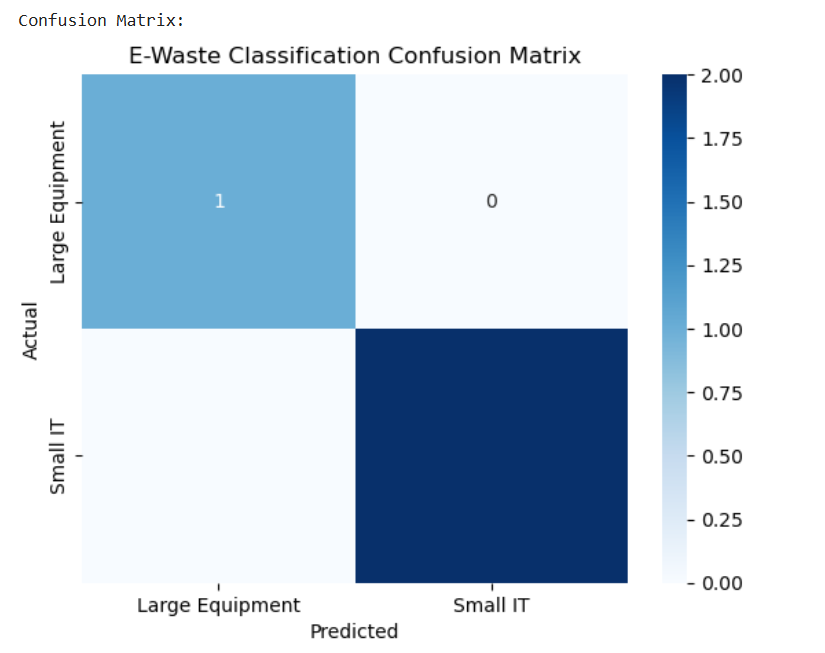 Confusion Matrix:
E-Waste Classification Confusion Matrix
2.00
1.75
1.50
1.25
1.00
0.75
0.50
0.25
0.00
Actual
Large Equipment
Small IT
1 0
Large Equipment Small IT
Predicted